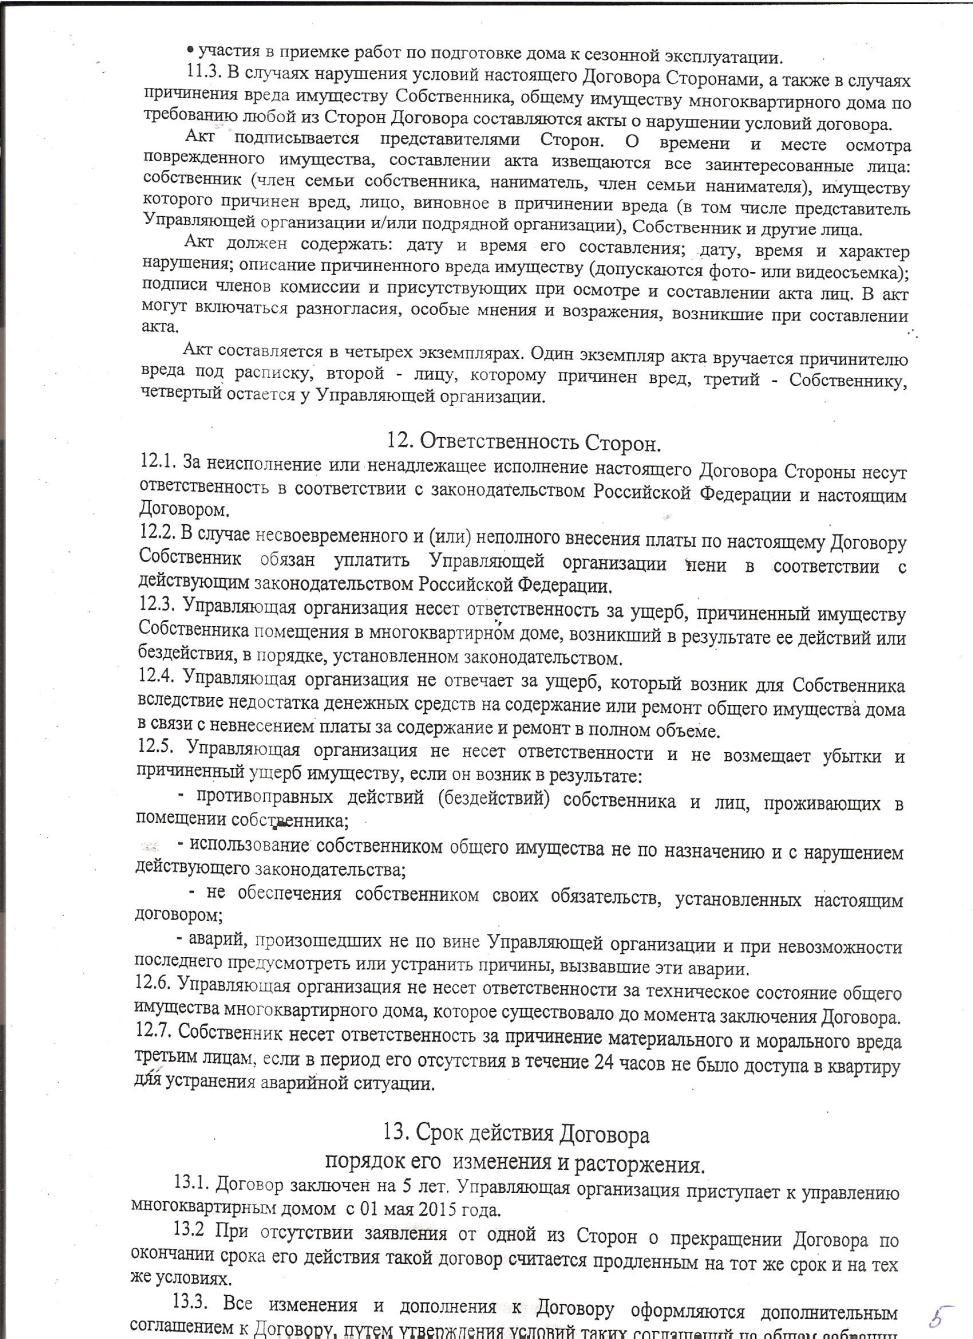 • участия в приемке работ по подготовке дома к сезонной эксплуатации.
11.3. В случаях нарушения условий настоящего Договора Сторонами, а также в случаях
причинения вреда имуществу Собственника, общему имуществу многоквартирного дома по
требованию любой из Сторон Договора составляются акты о нарушении условий договора.
Акт подписывается представителями Сторон. О времени и месте осмотра
поврежденного имущества, составлении акта извещаются все заинтересованные лица:
собственник (член семьи собственника, наниматель, член семьи нанимателя), имуществу
которого причинен вред, лицо, виновное в причинении вреда (в том числе представитель
Управляющей организации и/или подрядной организации), Собственник и другие лица.
Акт должен содержать: дату и время его составления; дату, время и характер
нарушения; описание причиненного вреда имуществу (допускаются фото- или видеосъемка);
подписи членов комиссии и присутствующих при осмотре и составлении акта лиц. В акт
могут включаться разногласия, особые мнения и возражения, возникшие при составлении
акта.
Акт составляется в четырех экземплярах. Один экземпляр акта вручается причинителю
вреда под расписку, второй - лицу, которому причинен вред, третий - Собственнику,
четвертый остается у Управляющей организации.
12. Ответственность Сторон.
12.1. За неисполнение или ненадлежащее исполнение настоящего Договора Стороны несут
ответственность в соответствии с законодательством Российской Федерации и настоящим
Договором.
12.2. В случае несвоевременного и (или) неполного внесения платы по настоящему Договору
Собственник обязан уплатить Управляющей организации пени в соответствии с
действующим законодательством Российской Федерации.
12.3. Управляющая организация несет ответственность за ущерб, причиненный имуществу
Собственника помещения в многоквартирном доме, возникший в результате ее действий или
бездействия, в порядке, установленном законодательством.
12.4. Управляющая организация не отвечает за ущерб, который возник для Собственника
вследствие недостатка денежных средств на содержание или ремонт общего имущества дома
в связи с невнесением платы за содержание и ремонт в полном объеме.
12.5. Управляющая организация не несет ответственности и не возмещает убытки и
причиненный ущерб имуществу, если он возник в результате:
- противоправных действий (бездействий) собственника и лиц, проживающих в
помещении собственника;
- использование собственником общего имущества не по назначению и с нарушением
действующего законодательства;
- не обеспечения собственником своих обязательств, установленных настоящим
договором;
- аварий, произошедших не по вине Управляющей организации и при невозможности
последнего предусмотреть или устранить причины, вызвавшие эти аварии.
12.6. Управляющая организация не несет ответственности за техническое состояние общего
имущества многоквартирного дома, которое существовало до момента заключения Договора.
12.7. Собственник несет ответственность за причинение материального и морального вреда
третьим лицам, если в период его отсутствия в течение 24 часов не было доступа в квартиру
для устранения аварийной ситуации.
13. Срок действия Договора
порядок его изменения и расторжения.
13.1. Договор заключен на 5 лет. Управляющая организация приступает к управлению
многоквартирным домом с 01 мая 2015 года.
13.2 При отсутствии заявления от одной из Сторон о прекращении Договора по
окончании срока его действия такой договор считается продленным на тот же срок и на тех
же условиях.
13.3. Все изменения и дополнения к Договору оформляются дополнительным
соглашением к Договору, путем утверждения условий таких соглашений на общем собрании
5